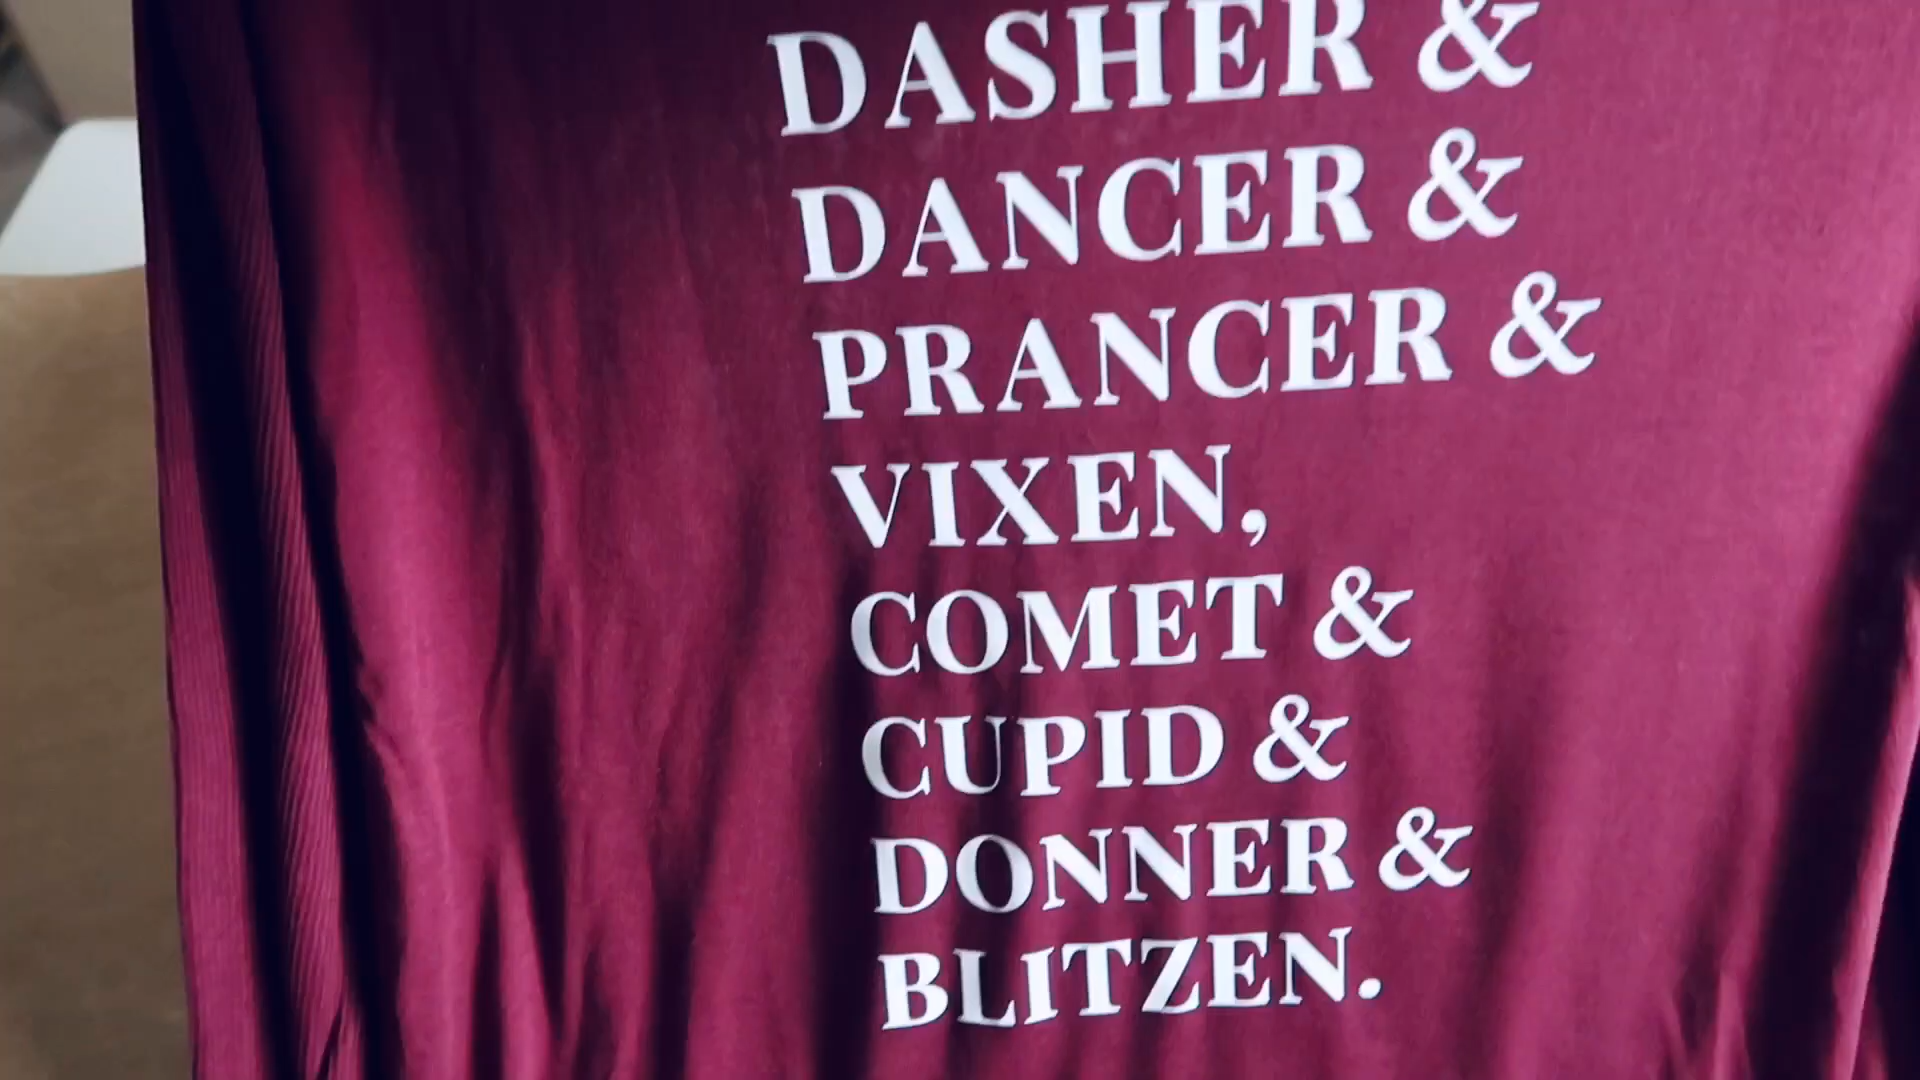 DASHER &
DANCER &
PRANCER &
VIXEN,
COMET &
CUPID &
DONNER &
BLITZEN.